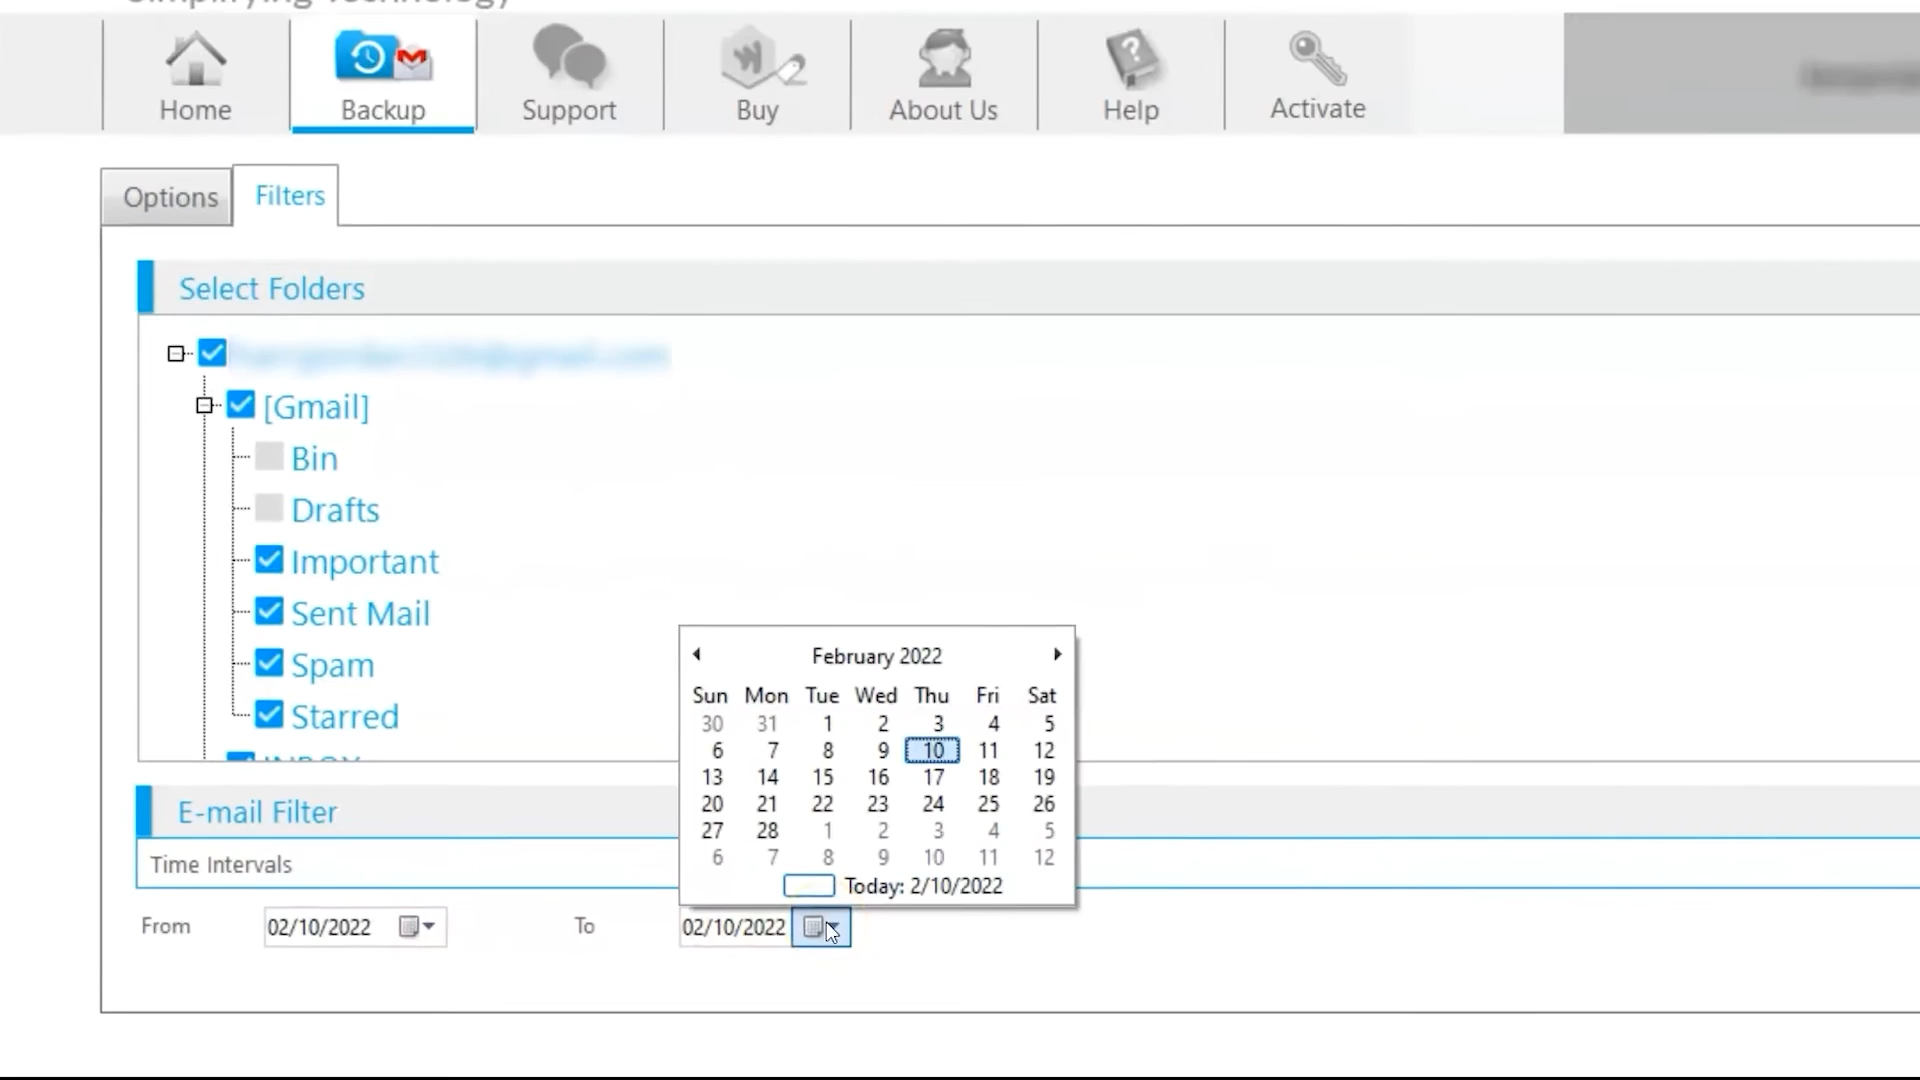 Simplifying Technology
Home
Backup
Support
Buy
About Us
Help
Activate
Options
Filters
Select Folders
[Gmail]
Bin
Drafts
Important
Sent Mail
Spam
Starred
INBOX
February 2022
Sun Mon Tue Wed Thu Fri Sat
30 31 1 2 3 4 5
6 7 8 9 10 11 12
13 14 15 16 17 18 19
20 21 22 23 24 25 26
27 28 1 2 3 4 5
6 7 8 9 10 11 12
Today: 2/10/2022
E-mail Filter
Time Intervals
From 02/10/2022 To 02/10/2022